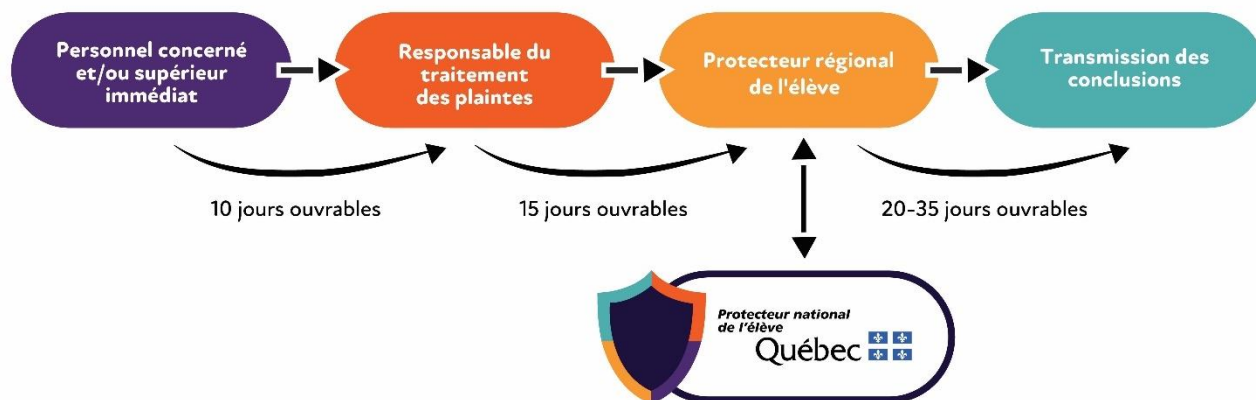 Personnel concerné
et/ou supérieur
immédiat
Responsable du
traitement
des plaintes
Protecteur régional
de l'élève
Transmission des
conclusions
10 jours ouvrables
15 jours ouvrables
20-35 jours ouvrables
Protecteur national
de l'élève
Québec